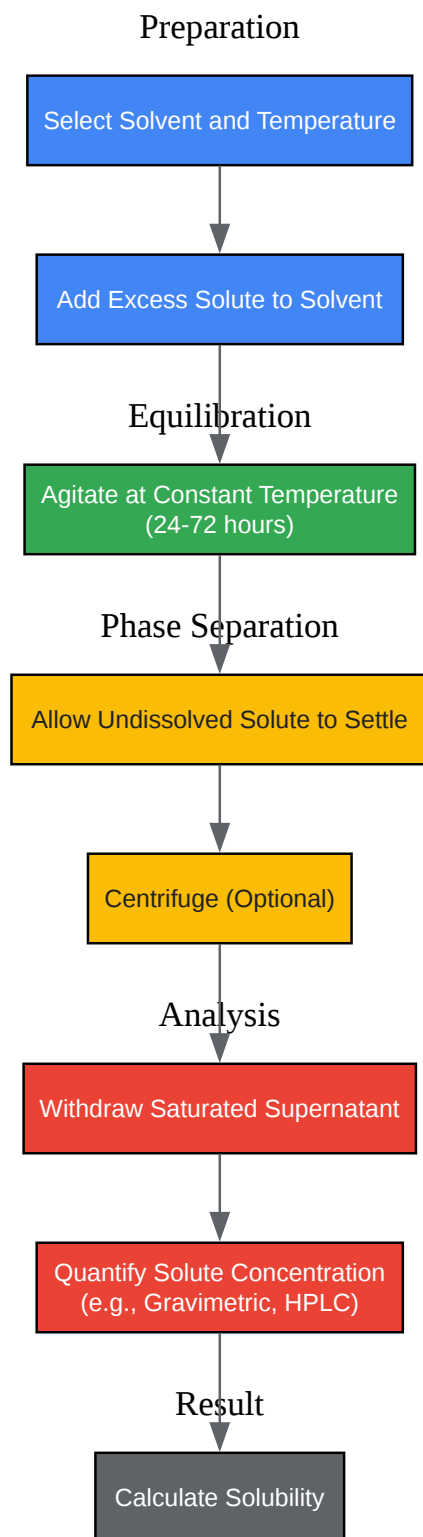 Preparation
Select Solvent and Temperature
Add Excess Solute to Solvent
Equilibration
Agitate at Constant Temperature
(24-72 hours)
Phase Separation
Allow Undissolved Solute to Settle
Centrifuge (Optional)
Analysis
Withdraw Saturated Supernatant
Quantify Solute Concentration
(e.g., Gravimetric, HPLC)
Result
Calculate Solubility